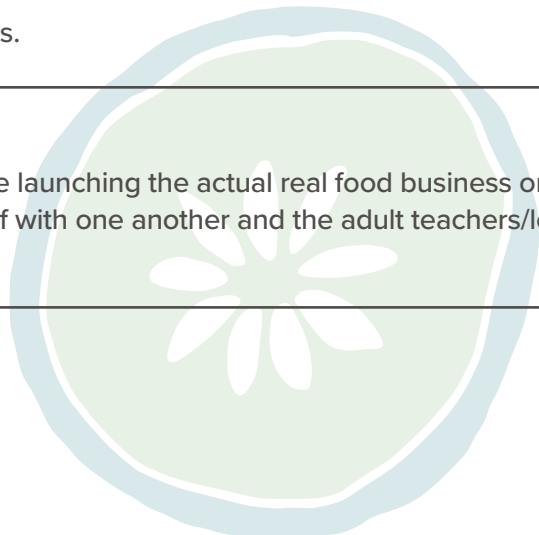 s.
e launching the actual real food business or
f with one another and the adult teachers/l